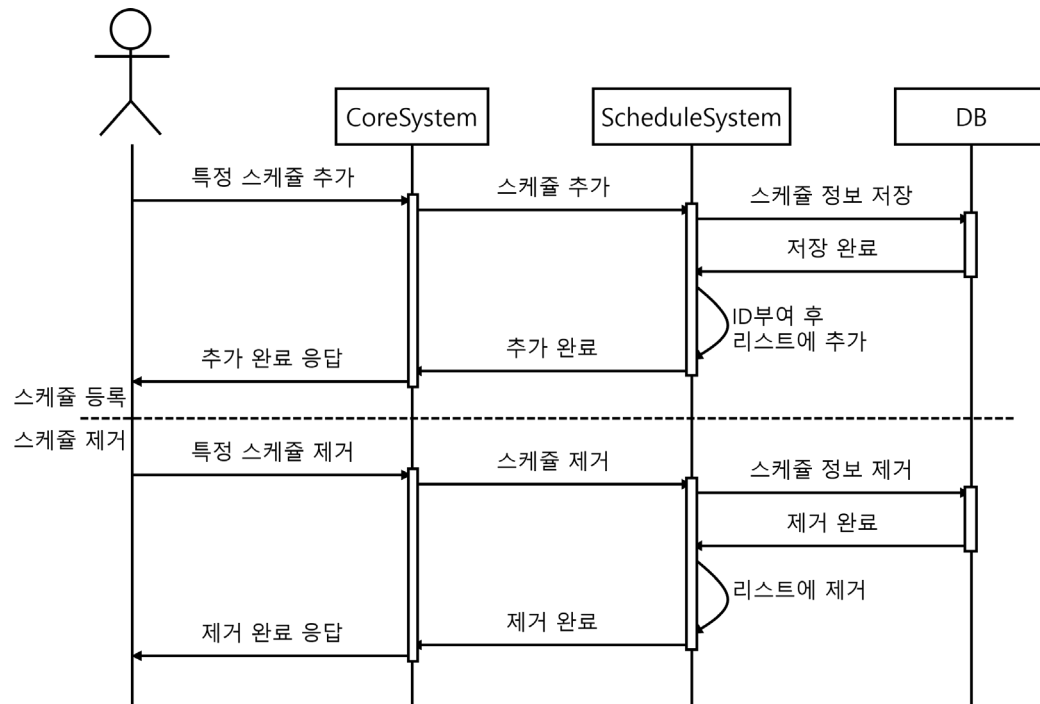 CoreSystem
ScheduleSystem
DB
특정 스케쥴 추가
스케쥴 추가
스케쥴 정보 저장
저장 완료
ID부여 후
리스트에 추가
추가 완료
추가 완료 응답
스케쥴 등록
스케쥴 제거
특정 스케쥴 제거
스케쥴 제거
스케쥴 정보 제거
제거 완료
리스트에 제거
제거 완료
제거 완료 응답